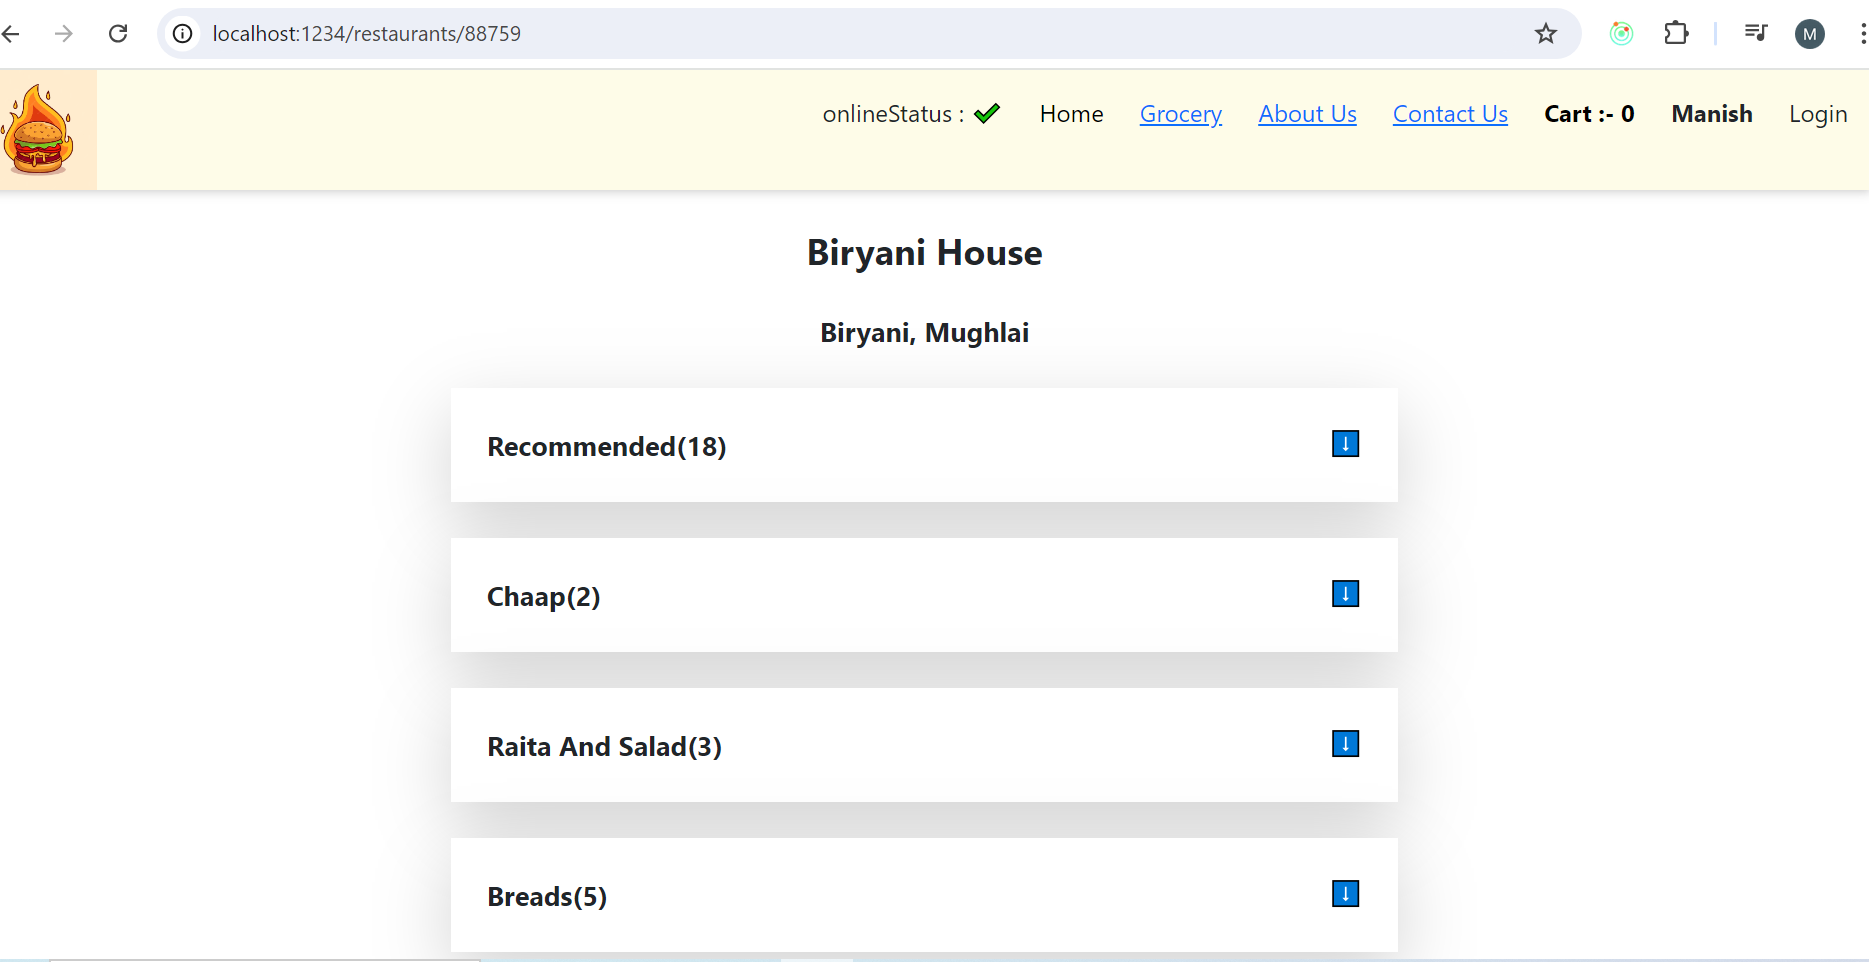 localhost:1234/restaurants/88759
M
onlineStatus : ✔ Home Grocery About Us Contact Us Cart :- 0 Manish Login
Biryani House
Biryani, Mughlai
Recommended(18) ↓
Chaap(2) ↓
Raita And Salad(3) ↓
Breads(5) ↓